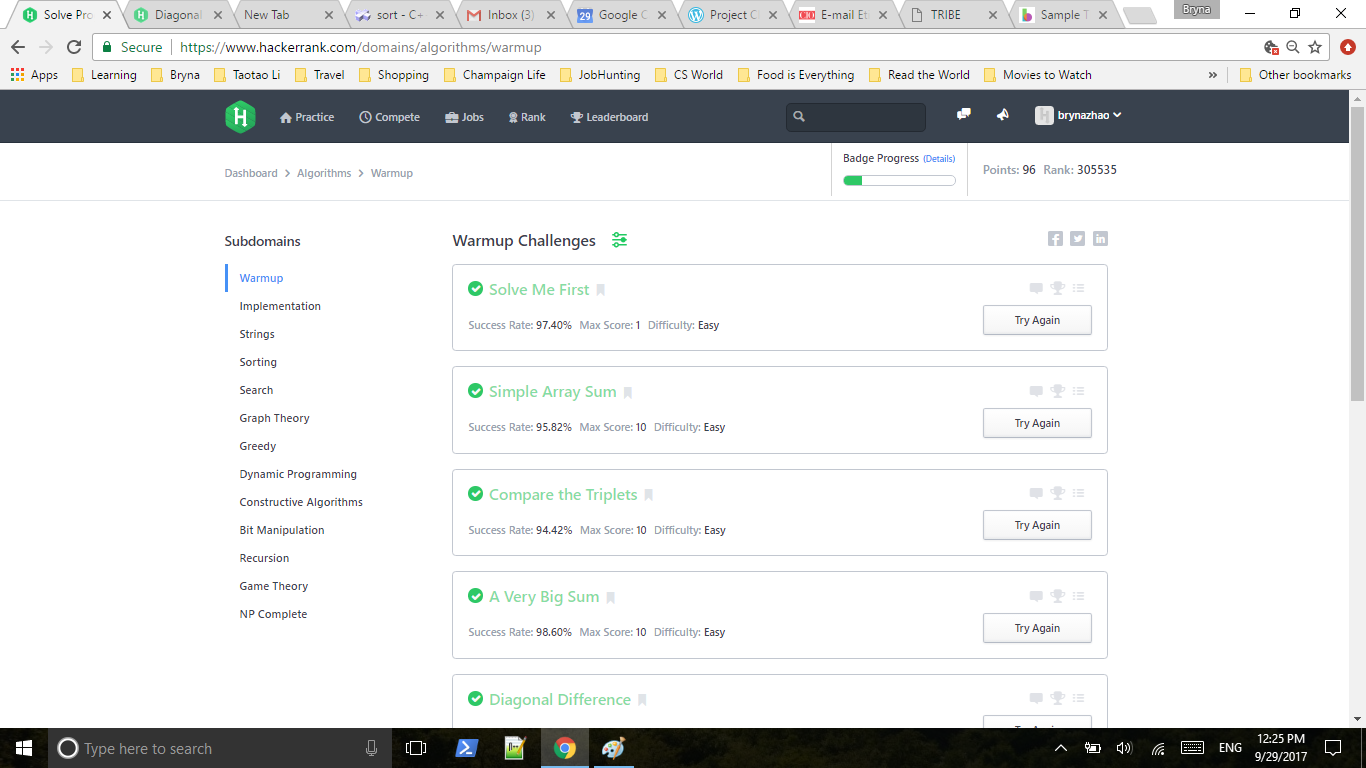 Solve Pro
Diagonal
New Tab
sort - C+
Inbox (3)
Google C
Project C
E-mail Et
TRIBE
Sample T
Bryna
Secure
https://www.hackerrank.com/domains/algorithms/warmup
Apps
Learning
Bryna
Taotao Li
Travel
Shopping
Champaign Life
JobHunting
CS World
Food is Everything
Read the World
Movies to Watch
»
Other bookmarks
H
Practice
Compete
Jobs
Rank
Leaderboard
brynazhao
Dashboard > Algorithms > Warmup
Badge Progress (Details)
Points: 96 Rank: 305535
Subdomains
Warmup
Implementation
Strings
Sorting
Search
Graph Theory
Greedy
Dynamic Programming
Constructive Algorithms
Bit Manipulation
Recursion
Game Theory
NP Complete
Warmup Challenges
Solve Me First
Success Rate: 97.40% Max Score: 1 Difficulty: Easy
Try Again
Simple Array Sum
Success Rate: 95.82% Max Score: 10 Difficulty: Easy
Try Again
Compare the Triplets
Success Rate: 94.42% Max Score: 10 Difficulty: Easy
Try Again
A Very Big Sum
Success Rate: 98.60% Max Score: 10 Difficulty: Easy
Try Again
Diagonal Difference
Type here to search
ENG
12:25 PM
9/29/2017